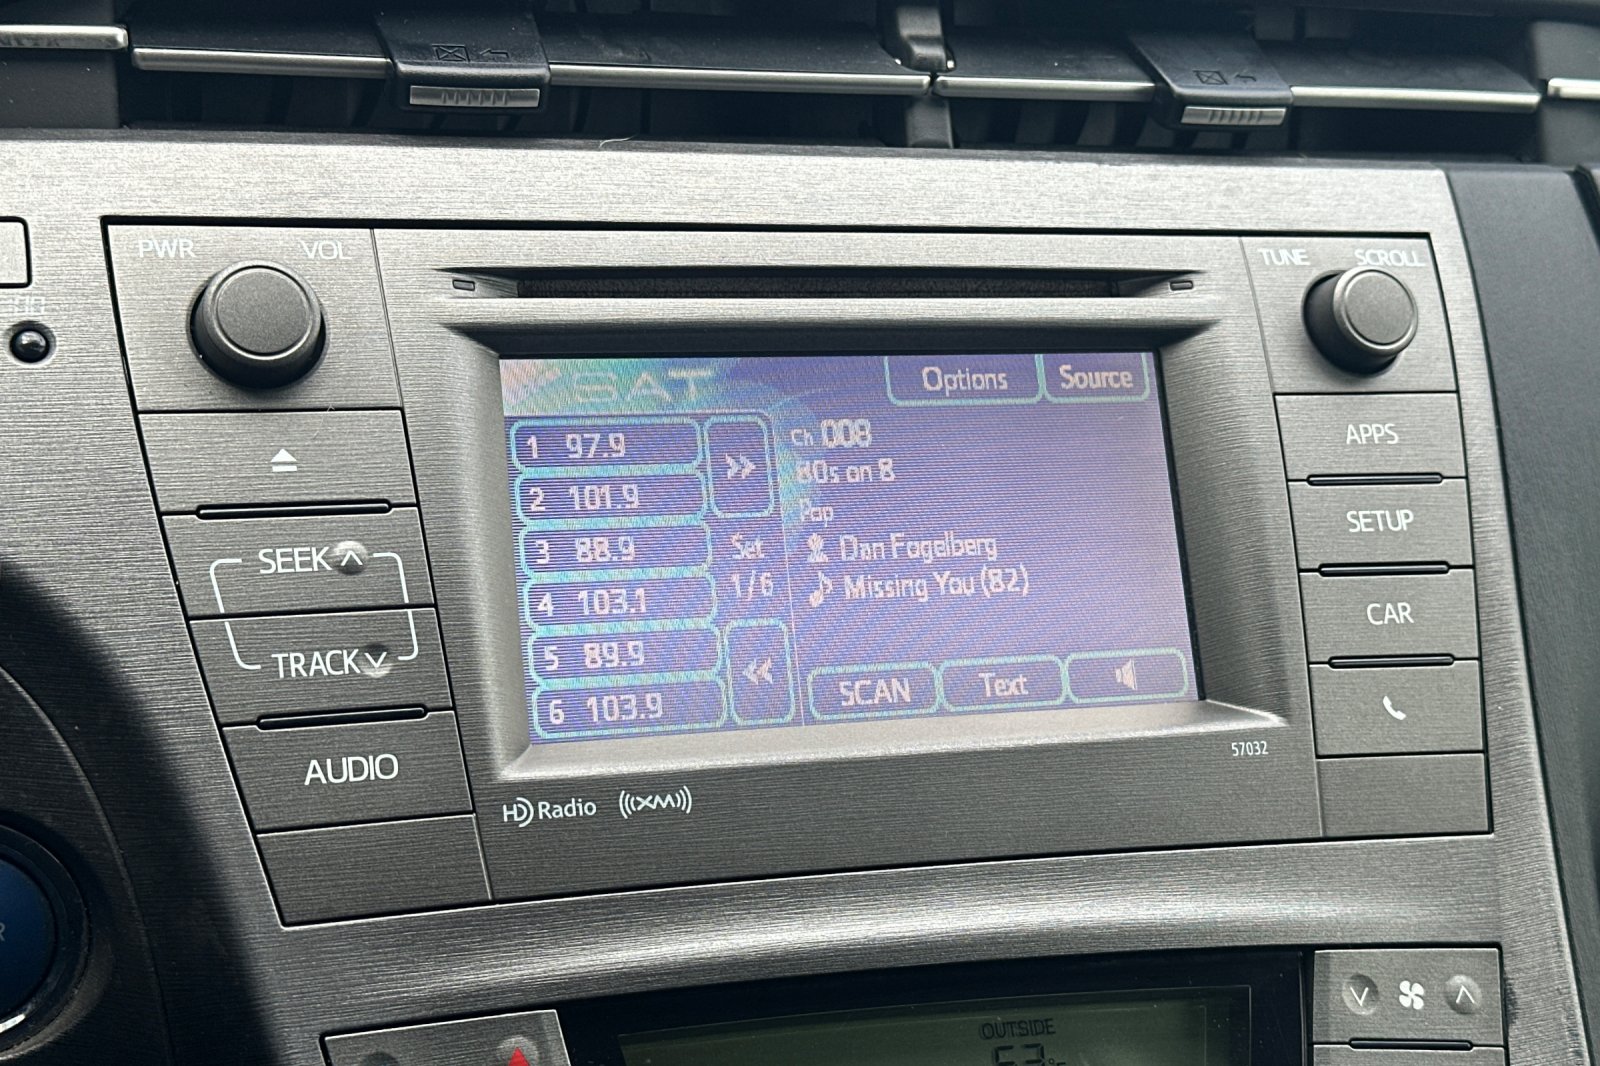 PWR VOL
TUNE SCROLL
SAT
Options
Source
1 97.9
2 101.9
3 88.9
4 103.1
5 89.9
6 103.9
Set
1/6
Ch 008
80s on 8
Pop
Dan Fogelberg
Missing You (82)
SCAN
Text
SEEK
TRACK
AUDIO
APPS
SETUP
CAR
57032
HD Radio
((XM))
OUTSIDE